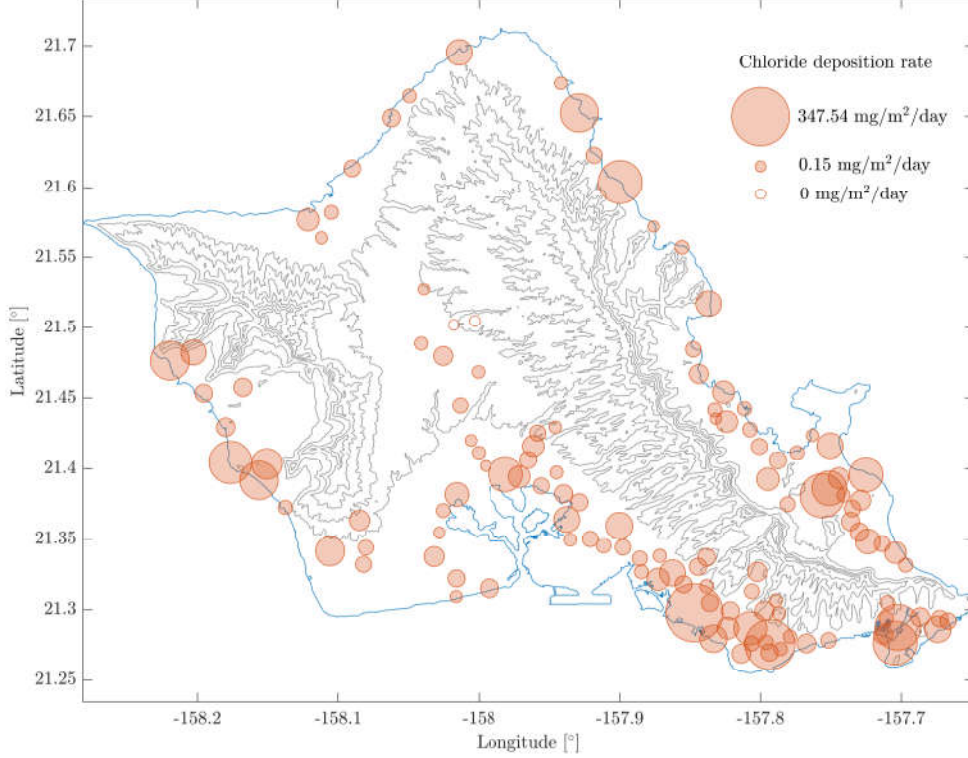 21.7
21.65
21.6
21.55
21.5
21.45
21.4
21.35
21.3
21.25
Latitude [°]
Chloride deposition rate
347.54 mg/m²/day
0.15 mg/m²/day
0 mg/m²/day
-158.2
-158.1
-158
-157.9
-157.8
-157.7
Longitude [°]